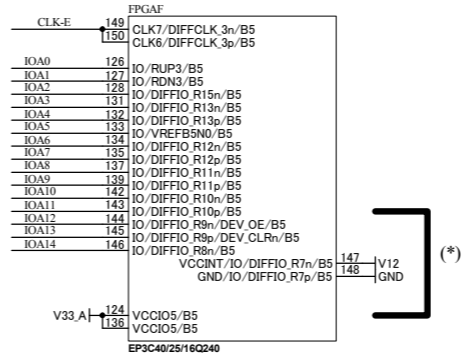 FPGAF
CLK-E 149 CLK7/DIFFCLK_3n/B5
150 CLK6/DIFFCLK_3p/B5
IOA0 126 IO/RUP3/B5
IOA1 127 IO/RDN3/B5
IOA2 128 IO/DIFFIO_R15n/B5
IOA3 131 IO/DIFFIO_R13n/B5
IOA4 132 IO/DIFFIO_R13p/B5
IOA5 133 IO/VREFB5N0/B5
IOA6 134 IO/DIFFIO_R12n/B5
IOA7 135 IO/DIFFIO_R12p/B5
IOA8 137 IO/DIFFIO_R11n/B5
IOA9 139 IO/DIFFIO_R11p/B5
IOA10 142 IO/DIFFIO_R10n/B5
IOA11 143 IO/DIFFIO_R10p/B5
IOA12 144 IO/DIFFIO_R9n/DEV_OE/B5
IOA13 145 IO/DIFFIO_R9p/DEV_CLRn/B5
IOA14 146 IO/DIFFIO_R8n/B5
VCCINT/IO/DIFFIO_R7n/B5 147 V12
GND/IO/DIFFIO_R7p/B5 148 GND
(*)
V33_A 124 VCCIO5/B5
136 VCCIO5/B5
EP3C40/25/16Q240